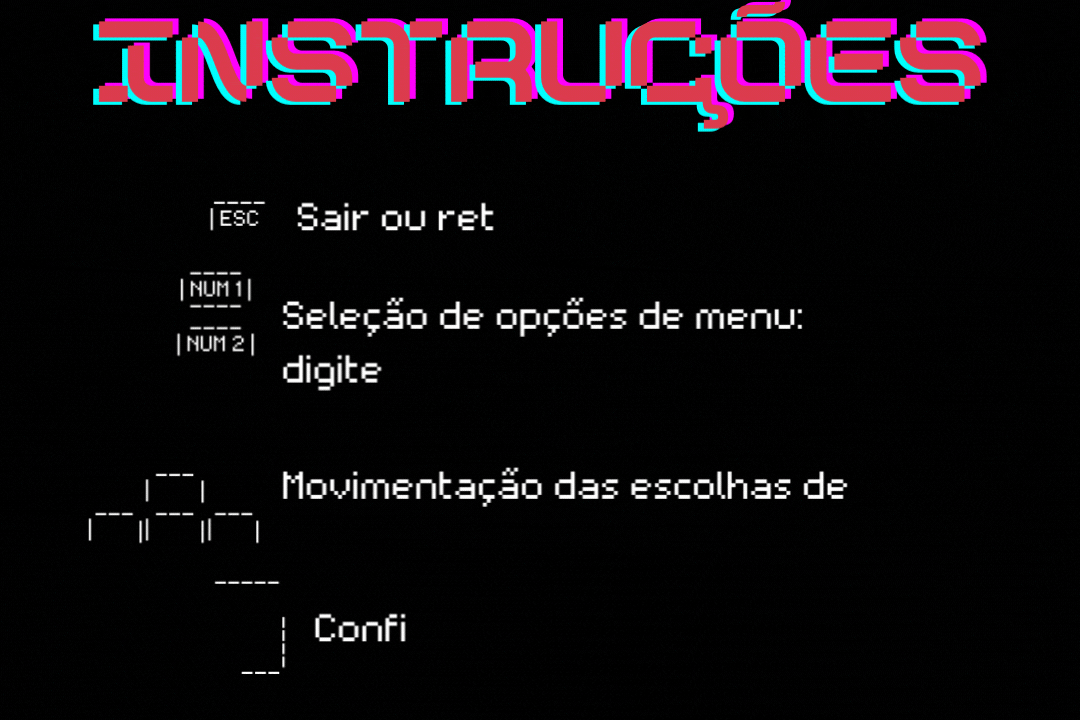 INSTRUÇÕES
ESC Sair ou ret
NUM 1
Seleção de opções de menu:
NUM 2
digite
Movimentação das escolhas de
Confi